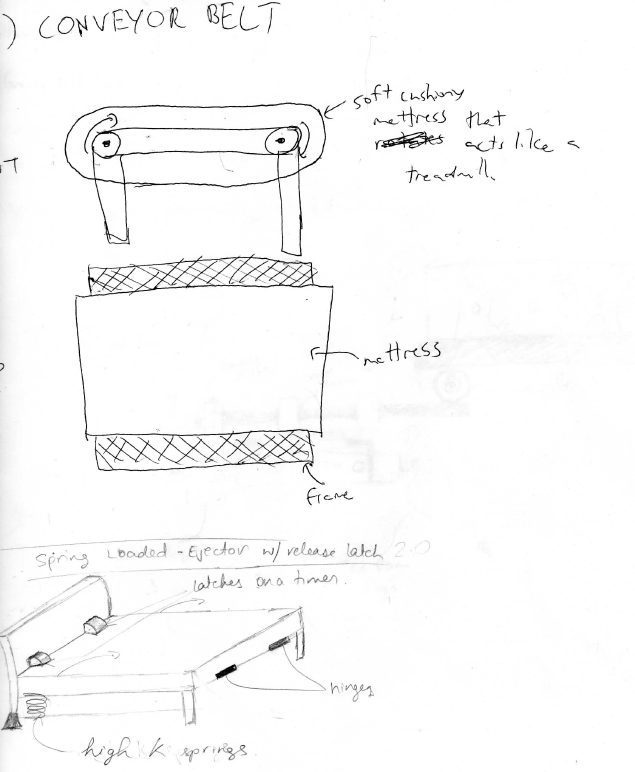 ) CONVEYOR BELT
soft cushiony
mattress that
acts like a
treadmill
T
mattress
frame
Spring Loaded - Ejector w/ release latch 2.0
latches on a timer.
hinges
high K springs